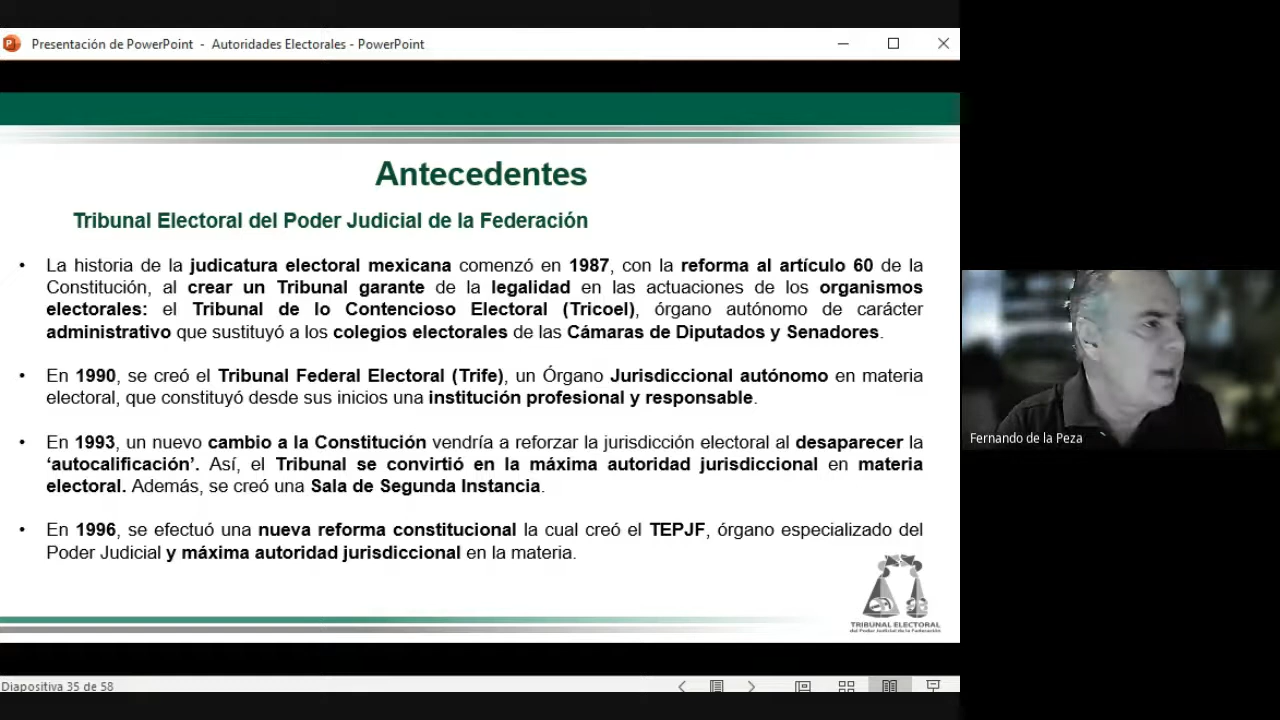 Presentación de PowerPoint - Autoridades Electorales - PowerPoint
Antecedentes
Tribunal Electoral del Poder Judicial de la Federación
• La historia de la judicatura electoral mexicana comenzó en 1987, con la reforma al artículo 60 de la
Constitución, al crear un Tribunal garante de la legalidad en las actuaciones de los organismos
electorales: el Tribunal de lo Contencioso Electoral (Tricoel), órgano autónomo de carácter
administrativo que sustituyó a los colegios electorales de las Cámaras de Diputados y Senadores.
• En 1990, se creó el Tribunal Federal Electoral (Trife), un Órgano Jurisdiccional autónomo en materia
electoral, que constituyó desde sus inicios una institución profesional y responsable.
• En 1993, un nuevo cambio a la Constitución vendría a reforzar la jurisdicción electoral al desaparecer la
‘autocalificación’. Así, el Tribunal se convirtió en la máxima autoridad jurisdiccional en materia
electoral. Además, se creó una Sala de Segunda Instancia.
• En 1996, se efectuó una nueva reforma constitucional la cual creó el TEPJF, órgano especializado del
Poder Judicial y máxima autoridad jurisdiccional en la materia.
TRIBUNAL ELECTORAL
del Poder Judicial de la Federación
Diapositiva 35 de 58
Fernando de la Peza